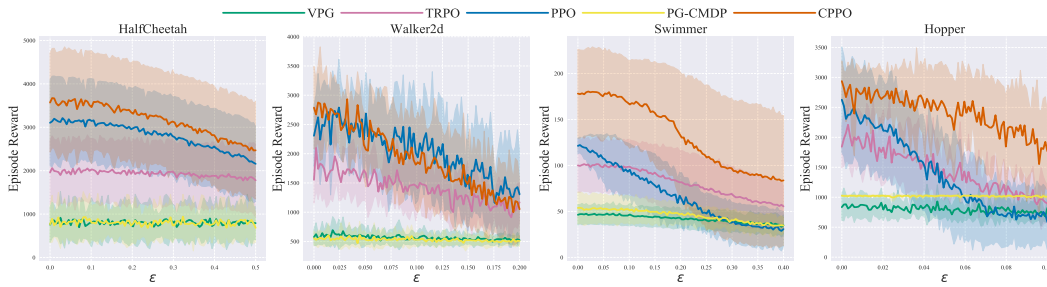 VPG TRPO PPO PG-CMDP CPPO
HalfCheetah Walker2d Swimmer Hopper
Episode Reward
5000
4000
3000
2000
1000
0
0.0 0.1 0.2 0.3 0.4 0.5
ε
Episode Reward
4000
3500
3000
2500
2000
1500
1000
500
0.000 0.025 0.050 0.075 0.100 0.125 0.150 0.175 0.200
ε
Episode Reward
200
150
100
50
0
0.00 0.05 0.10 0.15 0.20 0.25 0.30 0.35 0.40
ε
Episode Reward
3500
3000
2500
2000
1500
1000
500
0
0.00 0.02 0.04 0.06 0.08 0.
ε